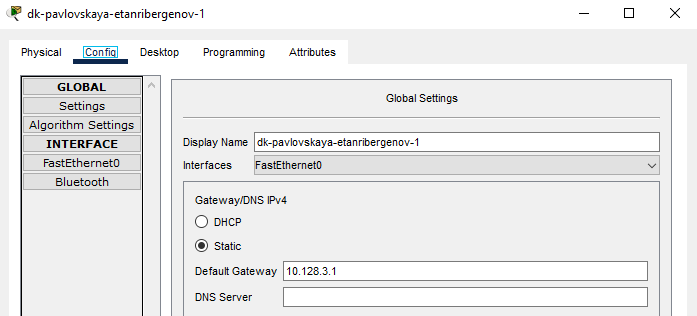 dk-pavlovskaya-etanribergenov-1
Physical Config Desktop Programming Attributes
GLOBAL
Settings
Algorithm Settings
INTERFACE
FastEthernet0
Bluetooth
Global Settings
Display Name dk-pavlovskaya-etanribergenov-1
Interfaces FastEthernet0
Gateway/DNS IPv4
DHCP
Static
Default Gateway 10.128.3.1
DNS Server